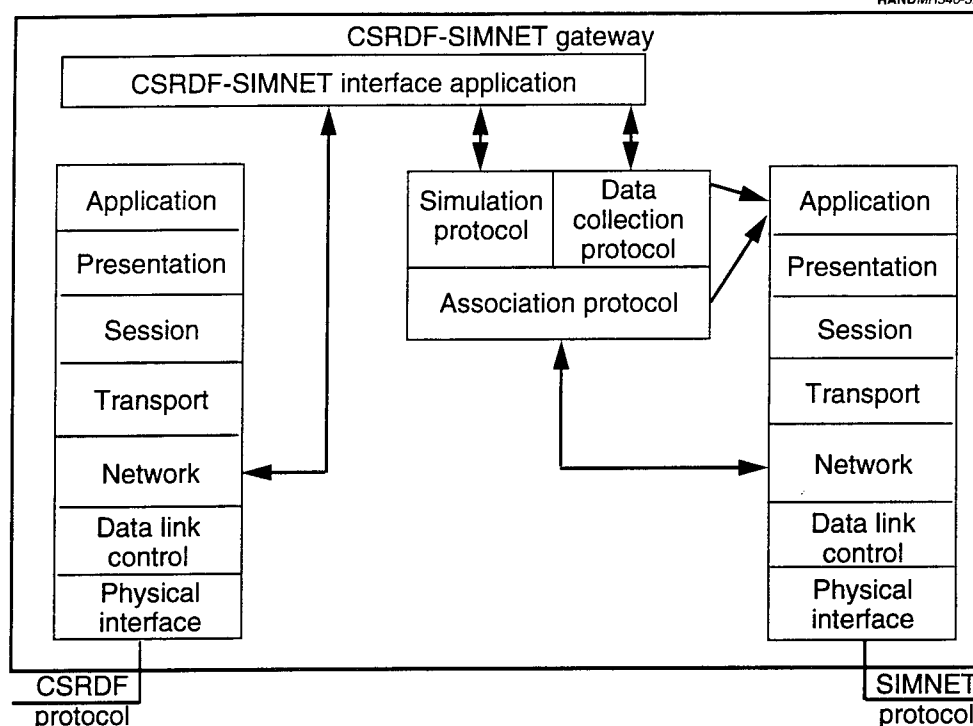 CSRDF-SIMNET gateway
CSRDF-SIMNET interface application
Application
Presentation
Session
Transport
Network
Data link
control
Physical
interface
Simulation
protocol
Data
collection
protocol
Association protocol
Application
Presentation
Session
Transport
Network
Data link
control
Physical
interface
CSRDF
protocol
SIMNET
protocol